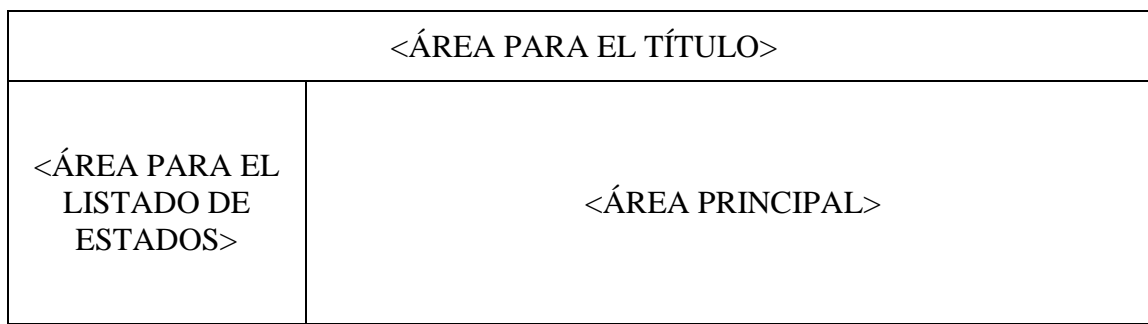 <ÁREA PARA EL TÍTULO>
<ÁREA PARA EL
LISTADO DE
ESTADOS>
<ÁREA PRINCIPAL>